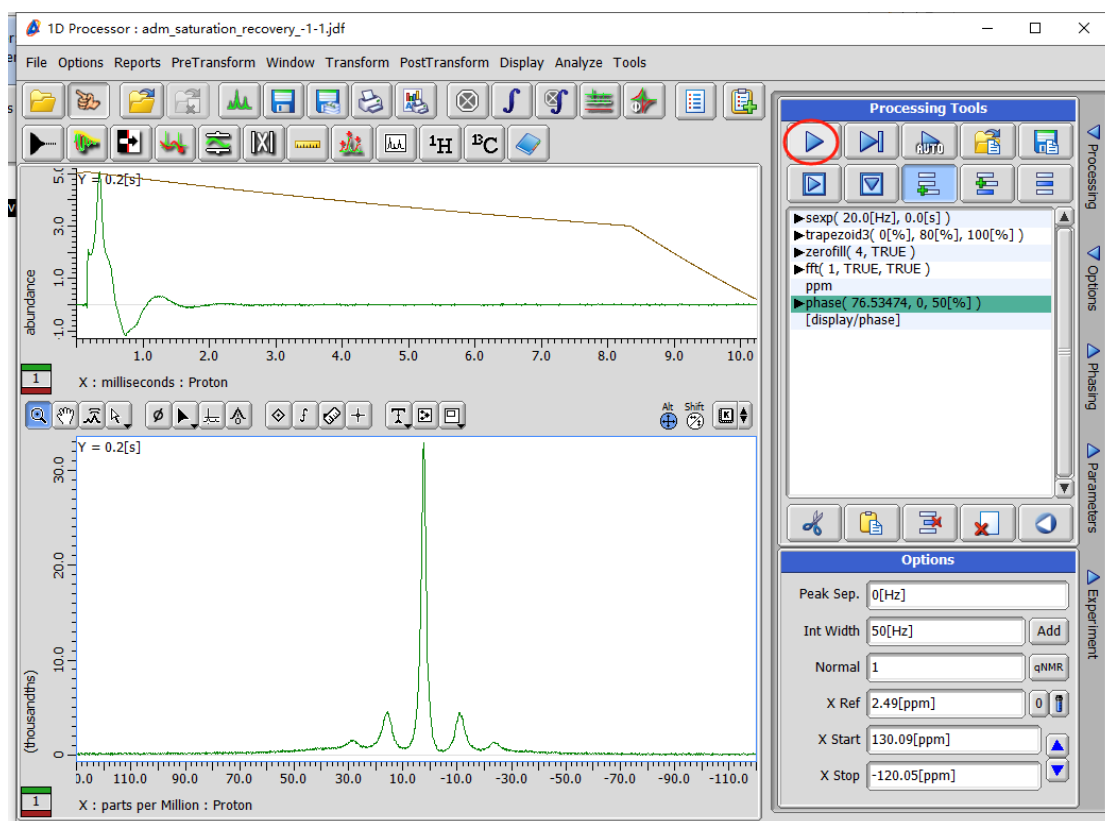 1D Processor : adm_saturation_recovery_-1-1.jdf
File Options Reports PreTransform Window Transform PostTransform Display Analyze Tools
¹H ¹³C
Y = 0.2[s]
5.0
3.0
1.0
-1.0
abundance
1.0 2.0 3.0 4.0 5.0 6.0 7.0 8.0 9.0 10.0
1
X : milliseconds : Proton
Alt Shift
Y = 0.2[s]
30.0
20.0
10.0
0
(thousandths)
0.0 110.0 90.0 70.0 50.0 30.0 10.0 -10.0 -30.0 -50.0 -70.0 -90.0 -110.0
1
X : parts per Million : Proton
Processing Tools
AUTO
sexp( 20.0[Hz], 0.0[s] )
trapezoid3( 0[%], 80[%], 100[%] )
zerofill( 4, TRUE )
fft( 1, TRUE, TRUE )
ppm
phase( 76.53474, 0, 50[%] )
[display/phase]
Options
Peak Sep. 0[Hz]
Int Width 50[Hz] Add
Normal 1 qNMR
X Ref 2.49[ppm] 0
X Start 130.09[ppm]
X Stop -120.05[ppm]
Processing
Options
Phasing
Parameters
Experiment